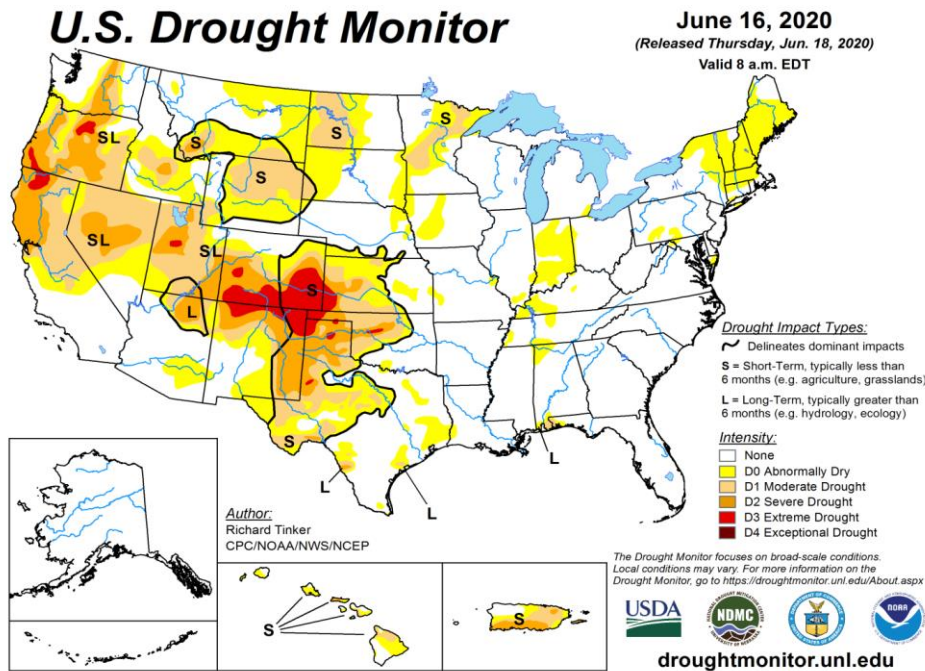 U.S. Drought Monitor
June 16, 2020
(Released Thursday, Jun. 18, 2020)
Valid 8 a.m. EDT
S
S
S
SL
S
SL
SL
S
L
S
L
L
L
Drought Impact Types:
Delineates dominant impacts
S = Short-Term, typically less than
6 months (e.g. agriculture, grasslands)
L = Long-Term, typically greater than
6 months (e.g. hydrology, ecology)
Intensity:
None
D0 Abnormally Dry
D1 Moderate Drought
D2 Severe Drought
D3 Extreme Drought
D4 Exceptional Drought
Author:
Richard Tinker
CPC/NOAA/NWS/NCEP
S
S
The Drought Monitor focuses on broad-scale conditions.
Local conditions may vary. For more information on the
Drought Monitor, go to https://droughtmonitor.unl.edu/About.aspx
USDA
NDMC
NOAA
droughtmonitor.unl.edu